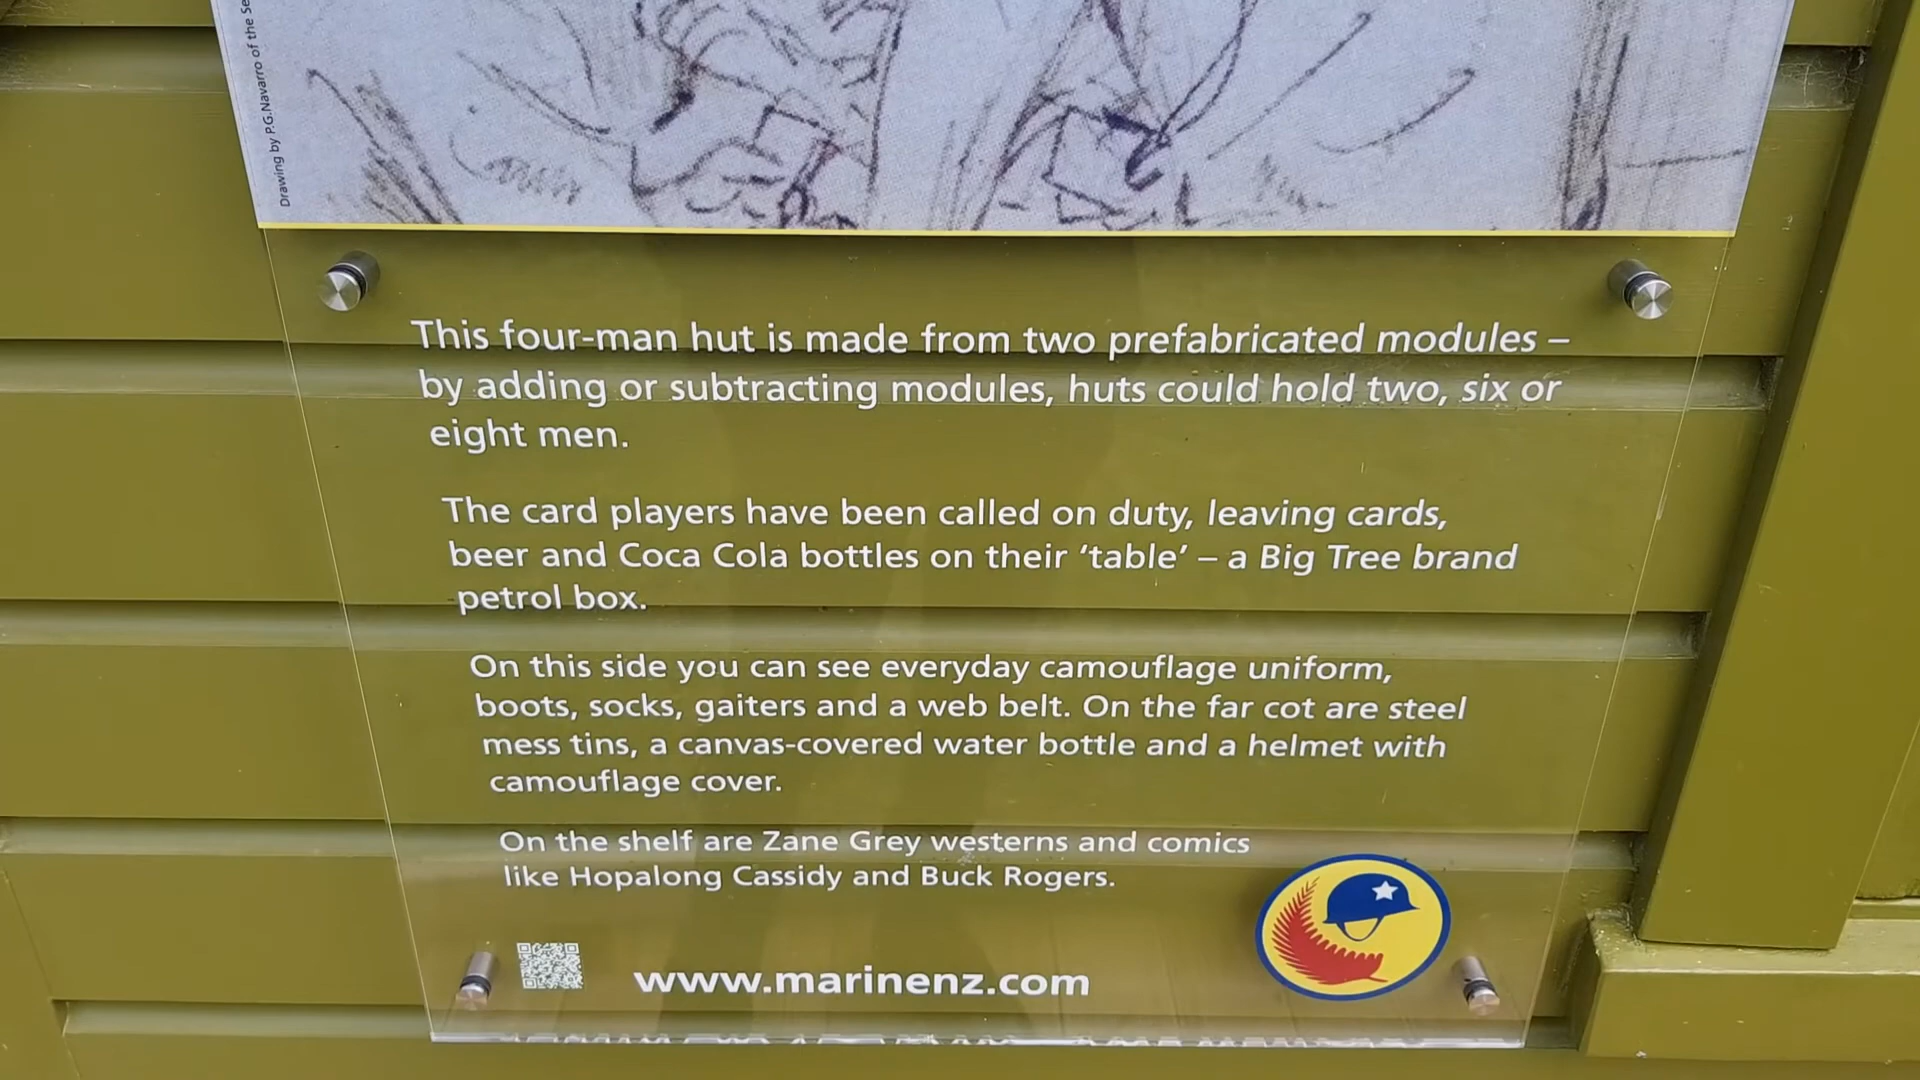 Drawing by P.G.Navarro of the Se
This four-man hut is made from two prefabricated modules –
by adding or subtracting modules, huts could hold two, six or
eight men.
The card players have been called on duty, leaving cards,
beer and Coca Cola bottles on their ‘table’ – a Big Tree brand
petrol box.
On this side you can see everyday camouflage uniform,
boots, socks, gaiters and a web belt. On the far cot are steel
mess tins, a canvas-covered water bottle and a helmet with
camouflage cover.
On the shelf are Zane Grey westerns and comics
like Hopalong Cassidy and Buck Rogers.
www.marinenz.com